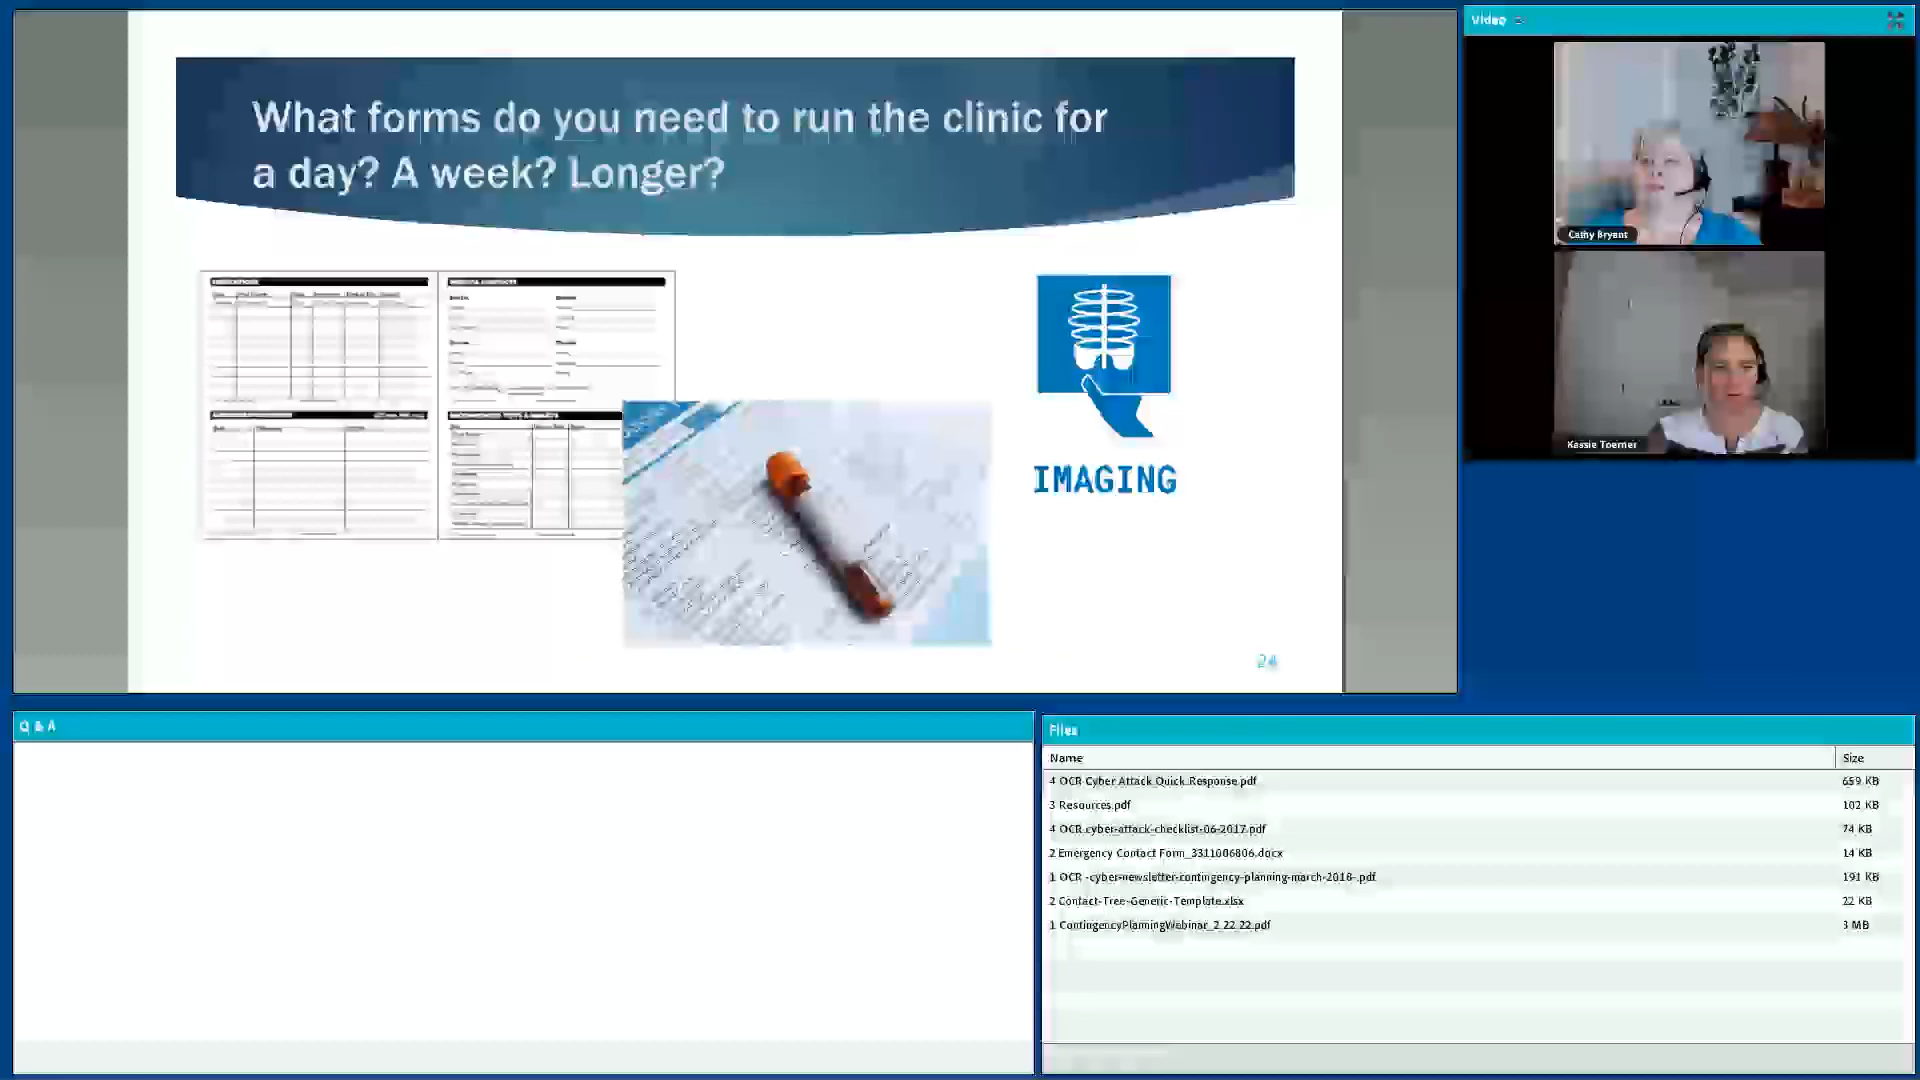 What forms do you need to run the clinic for
a day? A week? Longer?
IMAGING
24
Video
Cathy Bryant
Kassie Toerner
Q & A
Files
Name Size
4 OCR Cyber Attack Quick Response.pdf 659 KB
3 Resources.pdf 102 KB
4 OCR cyber-attack-checklist-06-2017.pdf 74 KB
2 Emergency Contact Form_3311006806.docx 14 KB
1 OCR -cyber-newsletter-contingency-planning-march-2018-.pdf 191 KB
2 Contact-Tree-Generic-Template.xlsx 22 KB
1 ContingencyPlanningWebinar_2.22.22.pdf 3 MB